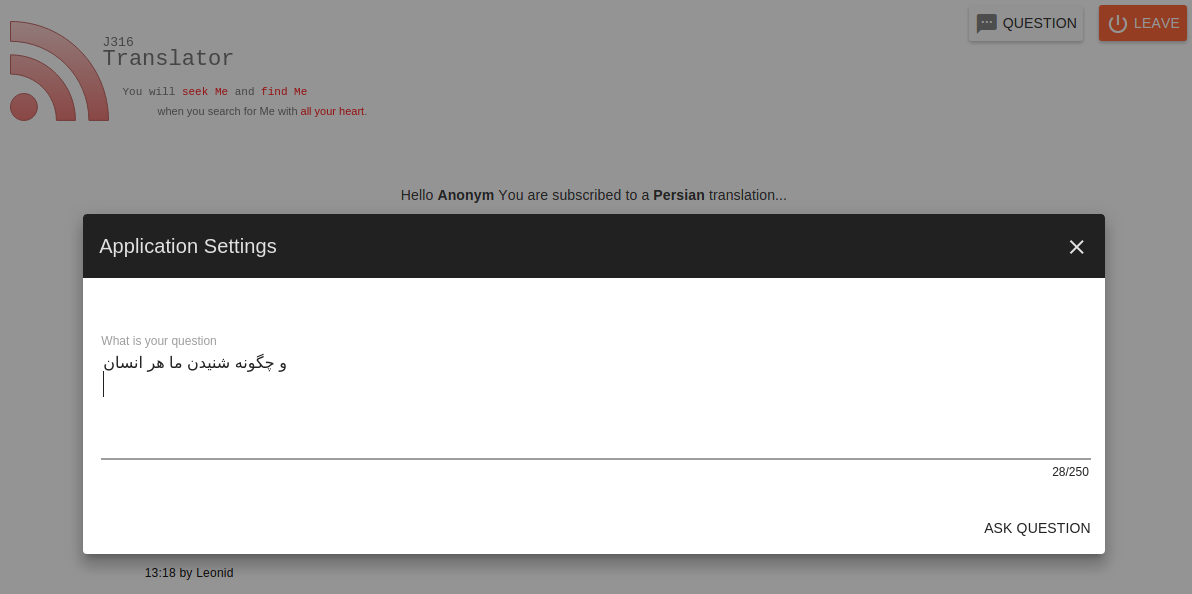 J316
Translator
You will seek Me and find Me
when you search for Me with all your heart.
QUESTION
LEAVE
Hello Anonym You are subscribed to a Persian translation...
Application Settings
What is your question
و چگونه شنیدن ما هر انسان
28/250
ASK QUESTION
13:18 by Leonid